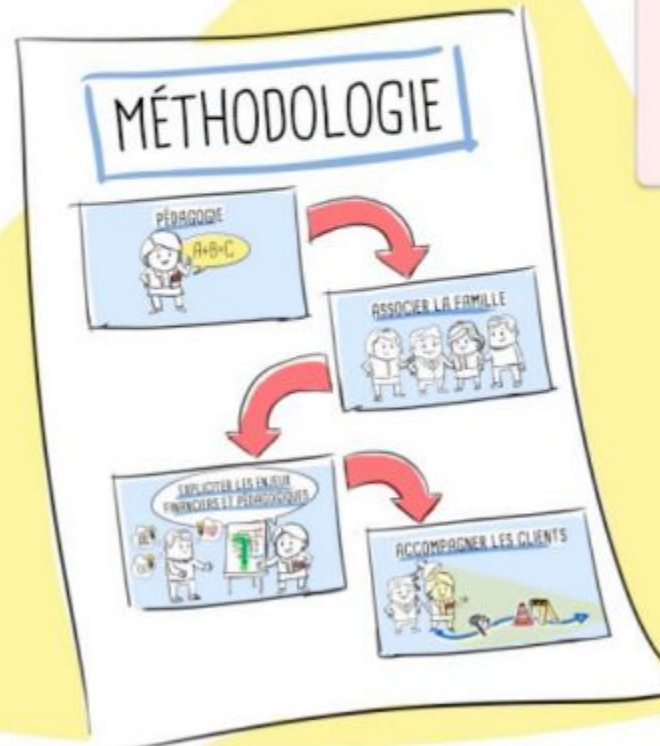 MÉTHODOLOGIE
PÉDAGOGIE
A+B=C
ASSOCIER LA FAMILLE
EXPLICITER LES ENJEUX
FINANCIERS ET PÉDAGOGIQUES
ACCOMPAGNER LES CLIENTS